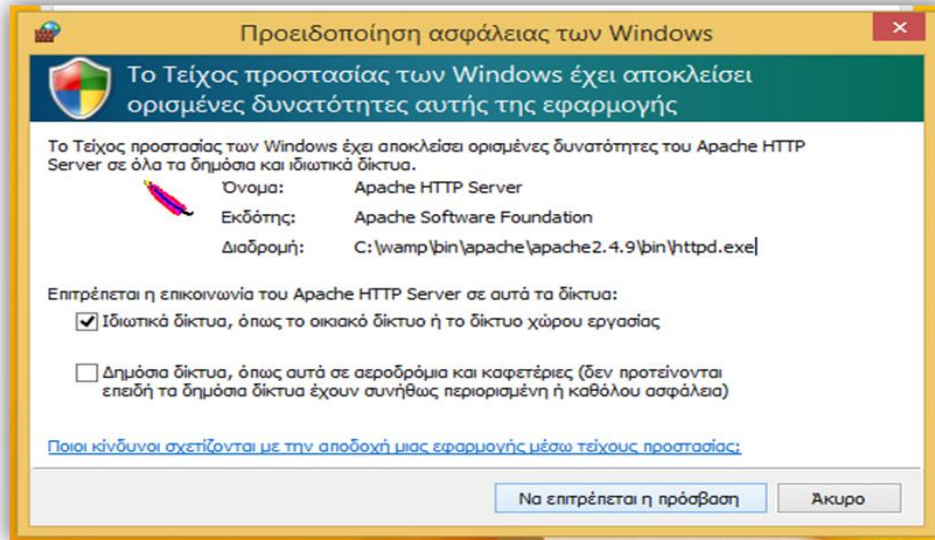 Προειδοποίηση ασφάλειας των Windows
Το Τείχος προστασίας των Windows έχει αποκλείσει
ορισμένες δυνατότητες αυτής της εφαρμογής
Το Τείχος προστασίας των Windows έχει αποκλείσει ορισμένες δυνατότητες του Apache HTTP
Server σε όλα τα δημόσια και ιδιωτικά δίκτυα.
Όνομα: Apache HTTP Server
Εκδότης: Apache Software Foundation
Διαδρομή: C:\wamp\bin\apache\apache2.4.9\bin\httpd.exe
Επιτρέπεται η επικοινωνία του Apache HTTP Server σε αυτά τα δίκτυα:
Ιδιωτικά δίκτυα, όπως το οικιακό δίκτυο ή το δίκτυο χώρου εργασίας
Δημόσια δίκτυα, όπως αυτά σε αεροδρόμια και καφετέριες (δεν προτείνονται
επειδή τα δημόσια δίκτυα έχουν συνήθως περιορισμένη ή καθόλου ασφάλεια)
Ποιοι κίνδυνοι σχετίζονται με την αποδοχή μιας εφαρμογής μέσω τείχους προστασίας;
Να επιτρέπεται η πρόσβαση Άκυρο